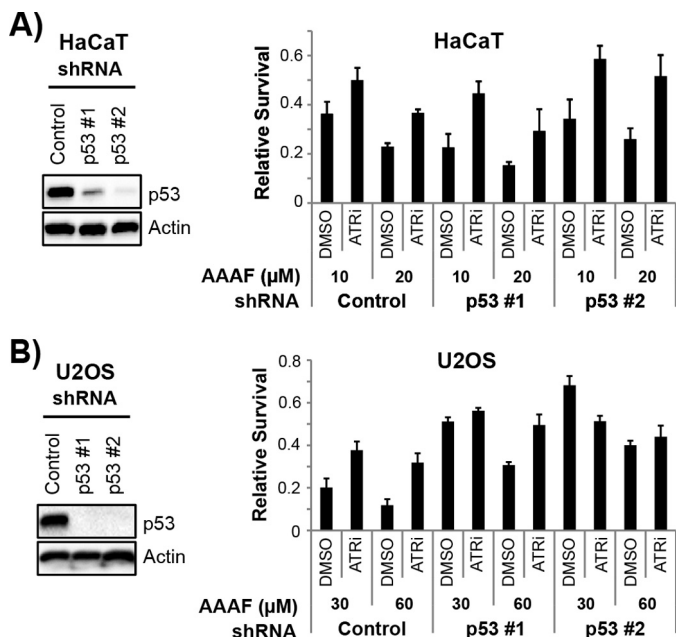 A)
HaCaT
shRNA
Control
p53 #1
p53 #2
p53
Actin
HaCaT
Relative Survival
0.6
0.4
0.2
0
DMSO ATRi DMSO ATRi DMSO ATRi DMSO ATRi DMSO ATRi DMSO ATRi
AAAF (µM) 10 20 10 20 10 20
shRNA Control p53 #1 p53 #2
B)
U2OS
shRNA
Control
p53 #1
p53 #2
p53
Actin
U2OS
Relative Survival
0.8
0.6
0.4
0.2
0
DMSO ATRi DMSO ATRi DMSO ATRi DMSO ATRi DMSO ATRi DMSO ATRi
AAAF (µM) 30 60 30 60 30 60
shRNA Control p53 #1 p53 #2